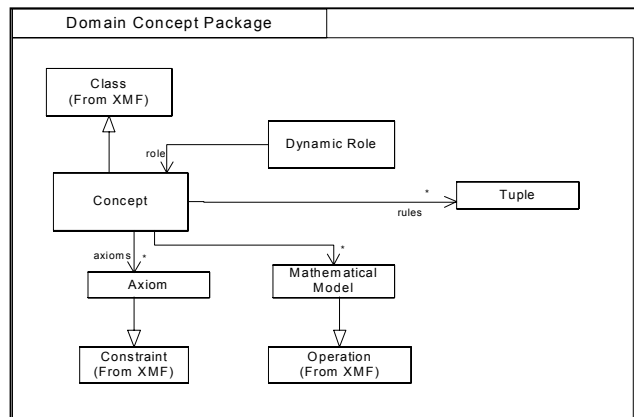 Domain Concept Package
Class
(From XMF)
Dynamic Role
role
Concept
*
Tuple
rules
axioms
*
*
Axiom
Mathematical
Model
Constraint
(From XMF)
Operation
(From XMF)